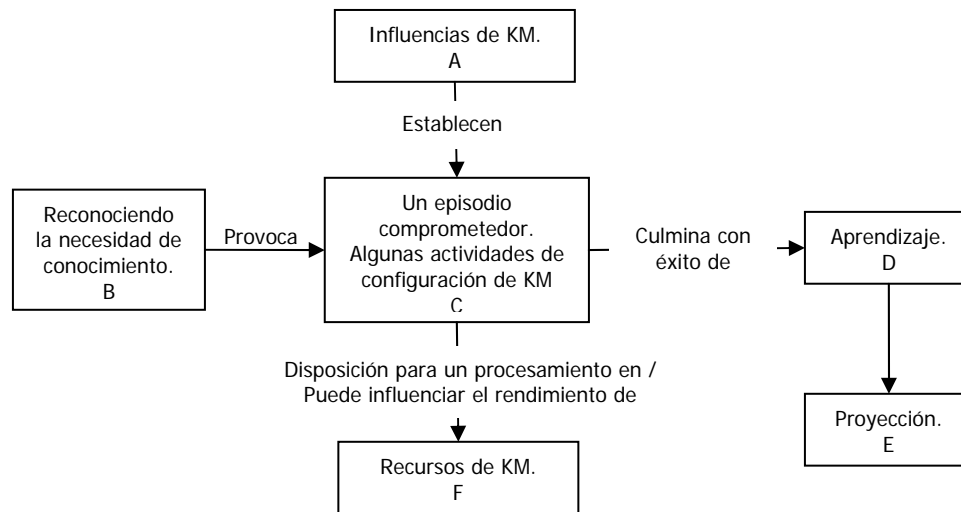 Influencias de KM.
A
Establecen
Reconociendo
la necesidad de
conocimiento.
B
Provoca
Un episodio
comprometedor.
Algunas actividades de
configuración de KM
C
Culmina con
éxito de
Aprendizaje.
D
Disposición para un procesamiento en /
Puede influenciar el rendimiento de
Proyección.
E
Recursos de KM.
F